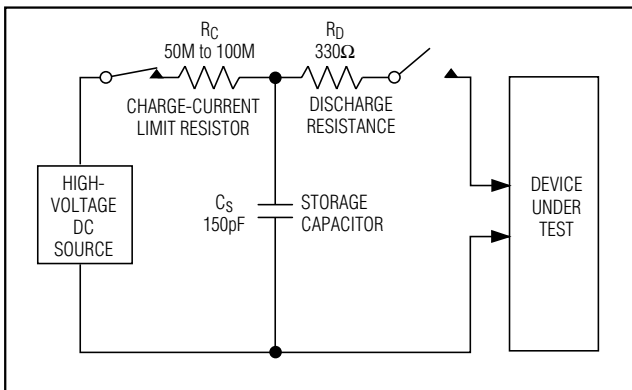 R_C
50M to 100M
CHARGE-CURRENT
LIMIT RESISTOR
R_D
330Ω
DISCHARGE
RESISTANCE
HIGH-
VOLTAGE
DC
SOURCE
C_S
150pF
STORAGE
CAPACITOR
DEVICE
UNDER
TEST